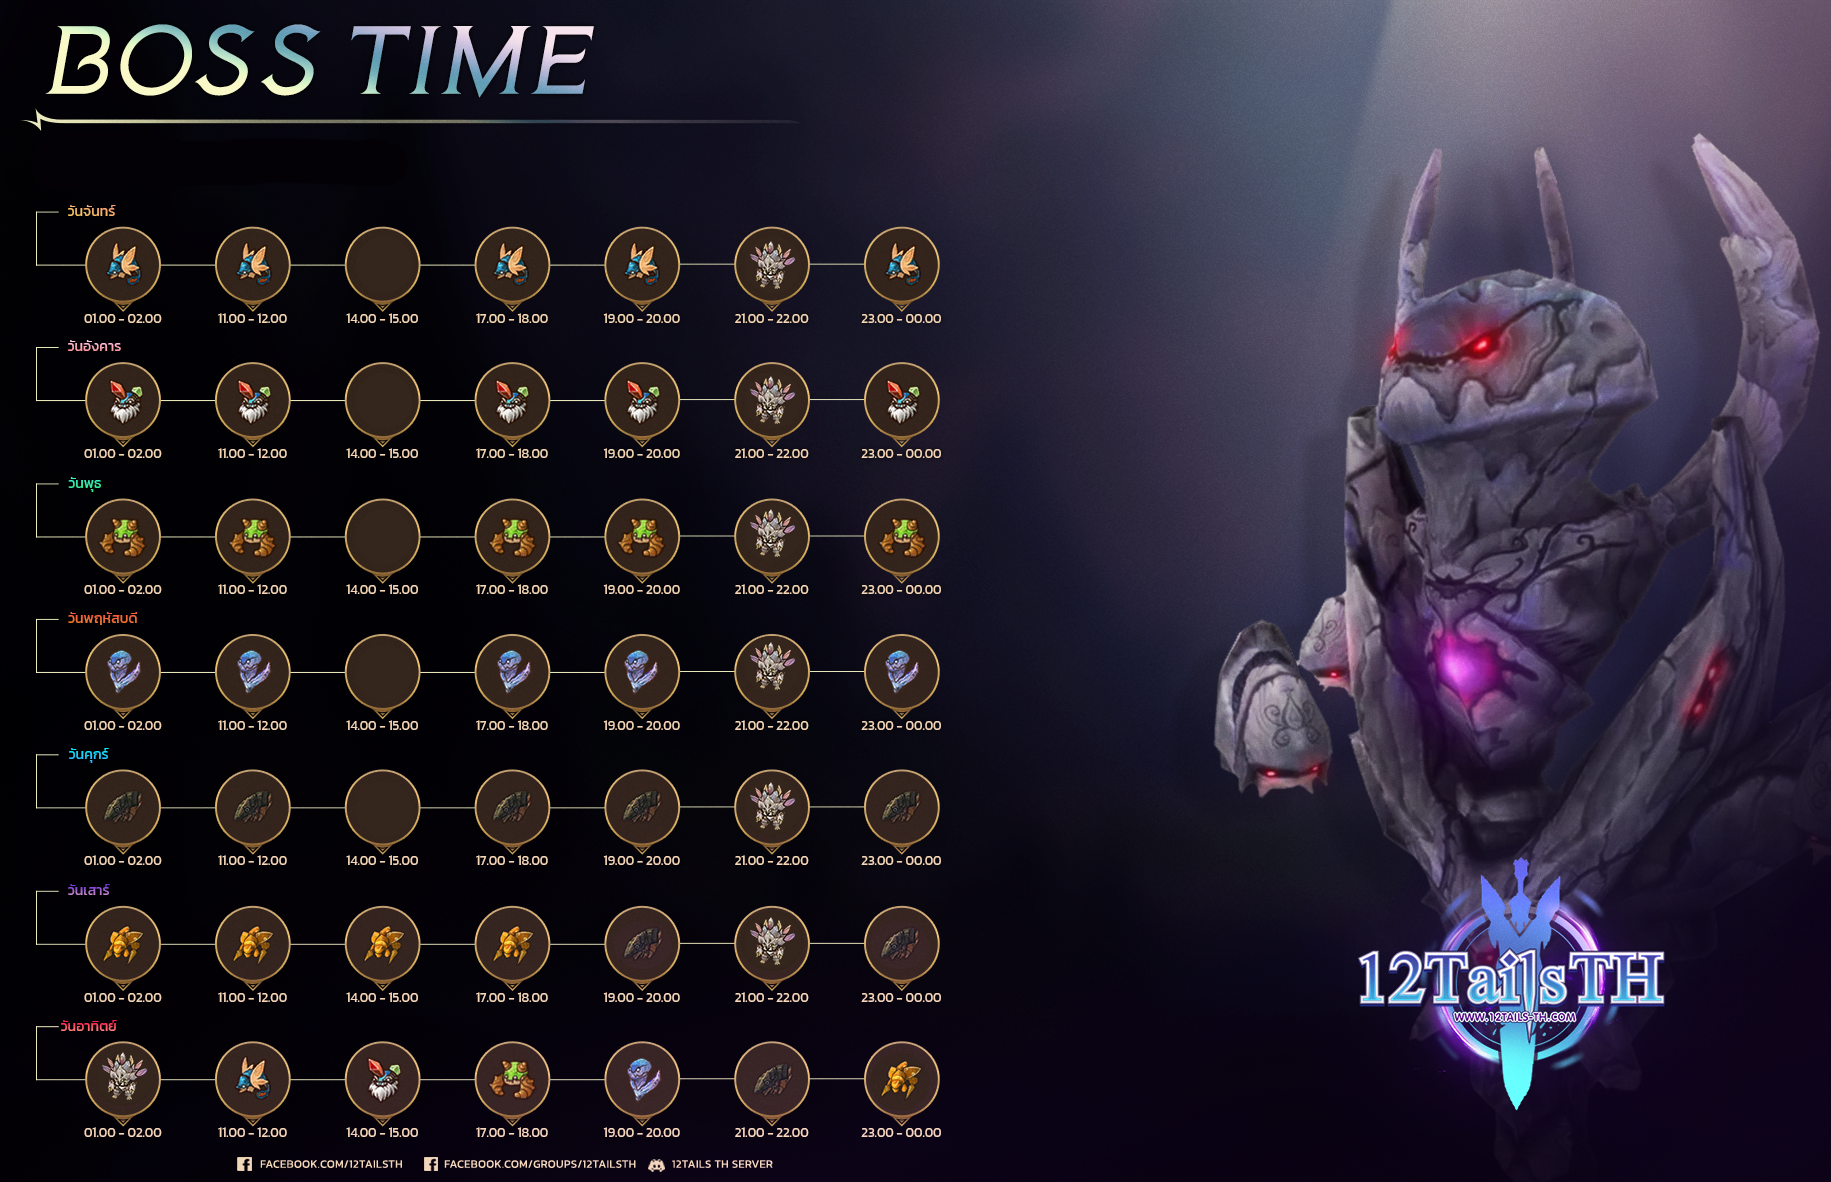 BOSS TIME
วันจันทร์
01.00 - 02.00 11.00 - 12.00 14.00 - 15.00 17.00 - 18.00 19.00 - 20.00 21.00 - 22.00 23.00 - 00.00
วันอังคาร
01.00 - 02.00 11.00 - 12.00 14.00 - 15.00 17.00 - 18.00 19.00 - 20.00 21.00 - 22.00 23.00 - 00.00
วันพุธ
01.00 - 02.00 11.00 - 12.00 14.00 - 15.00 17.00 - 18.00 19.00 - 20.00 21.00 - 22.00 23.00 - 00.00
วันพฤหัสบดี
01.00 - 02.00 11.00 - 12.00 14.00 - 15.00 17.00 - 18.00 19.00 - 20.00 21.00 - 22.00 23.00 - 00.00
วันศุกร์
01.00 - 02.00 11.00 - 12.00 14.00 - 15.00 17.00 - 18.00 19.00 - 20.00 21.00 - 22.00 23.00 - 00.00
วันเสาร์
01.00 - 02.00 11.00 - 12.00 14.00 - 15.00 17.00 - 18.00 19.00 - 20.00 21.00 - 22.00 23.00 - 00.00
วันอาทิตย์
01.00 - 02.00 11.00 - 12.00 14.00 - 15.00 17.00 - 18.00 19.00 - 20.00 21.00 - 22.00 23.00 - 00.00
FACEBOOK.COM/12TAILSTH FACEBOOK.COM/GROUPS/12TAILSTH 12TAILS TH SERVER
12TailsTH
WWW.12TAILS-TH.COM